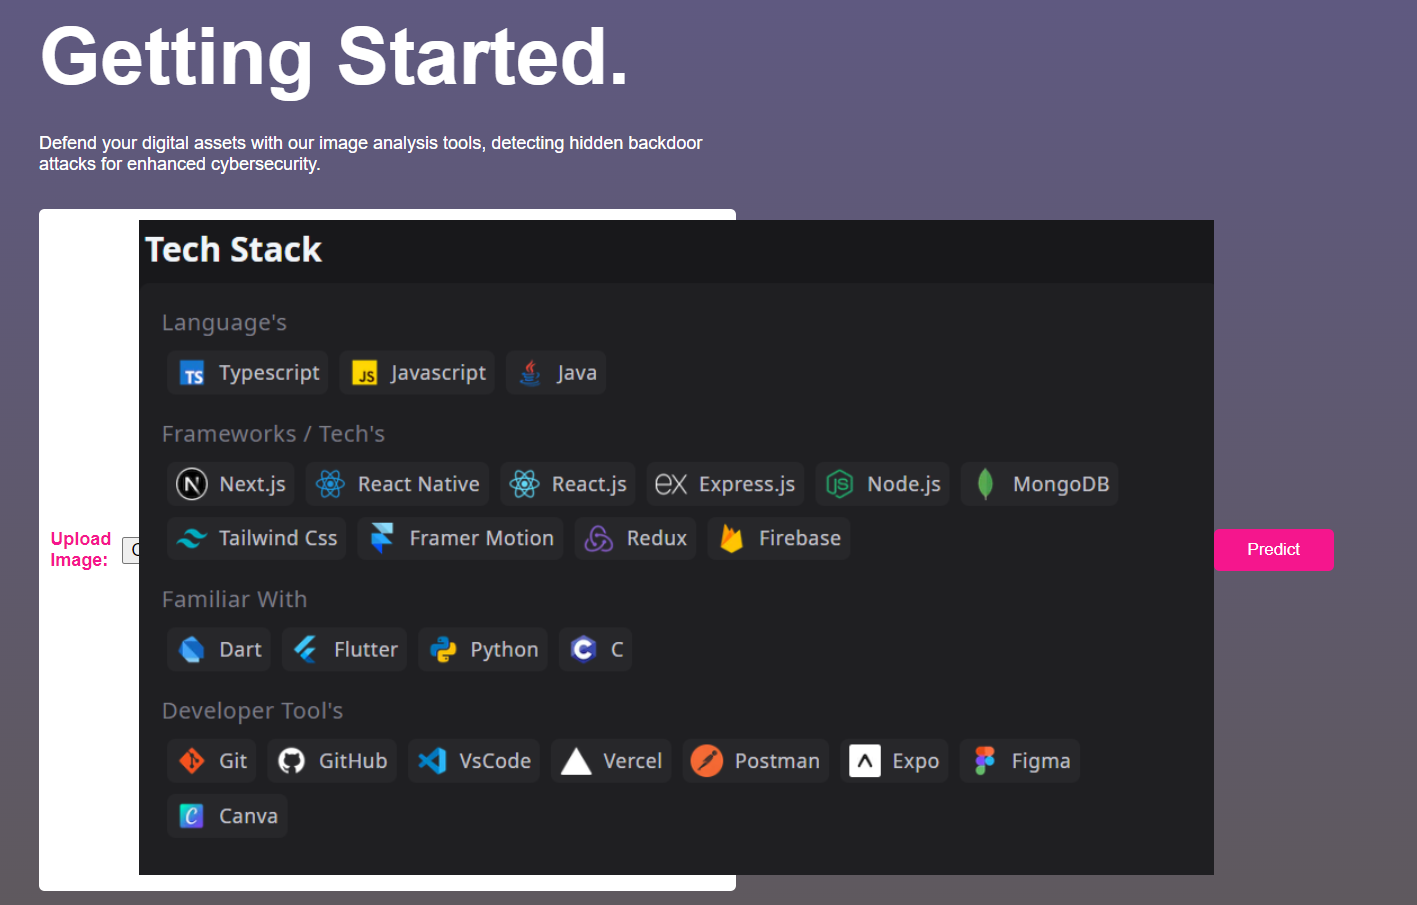 Getting Started.
Defend your digital assets with our image analysis tools, detecting hidden backdoor
attacks for enhanced cybersecurity.
Tech Stack
Language's
TS Typescript JS Javascript Java
Frameworks / Tech's
N Next.js React Native React.js ex Express.js JS Node.js MongoDB
Tailwind Css Framer Motion Redux Firebase
Upload
Image:
Predict
Familiar With
Dart Flutter Python C C
Developer Tool's
Git GitHub VsCode Vercel Postman Expo Figma
C Canva